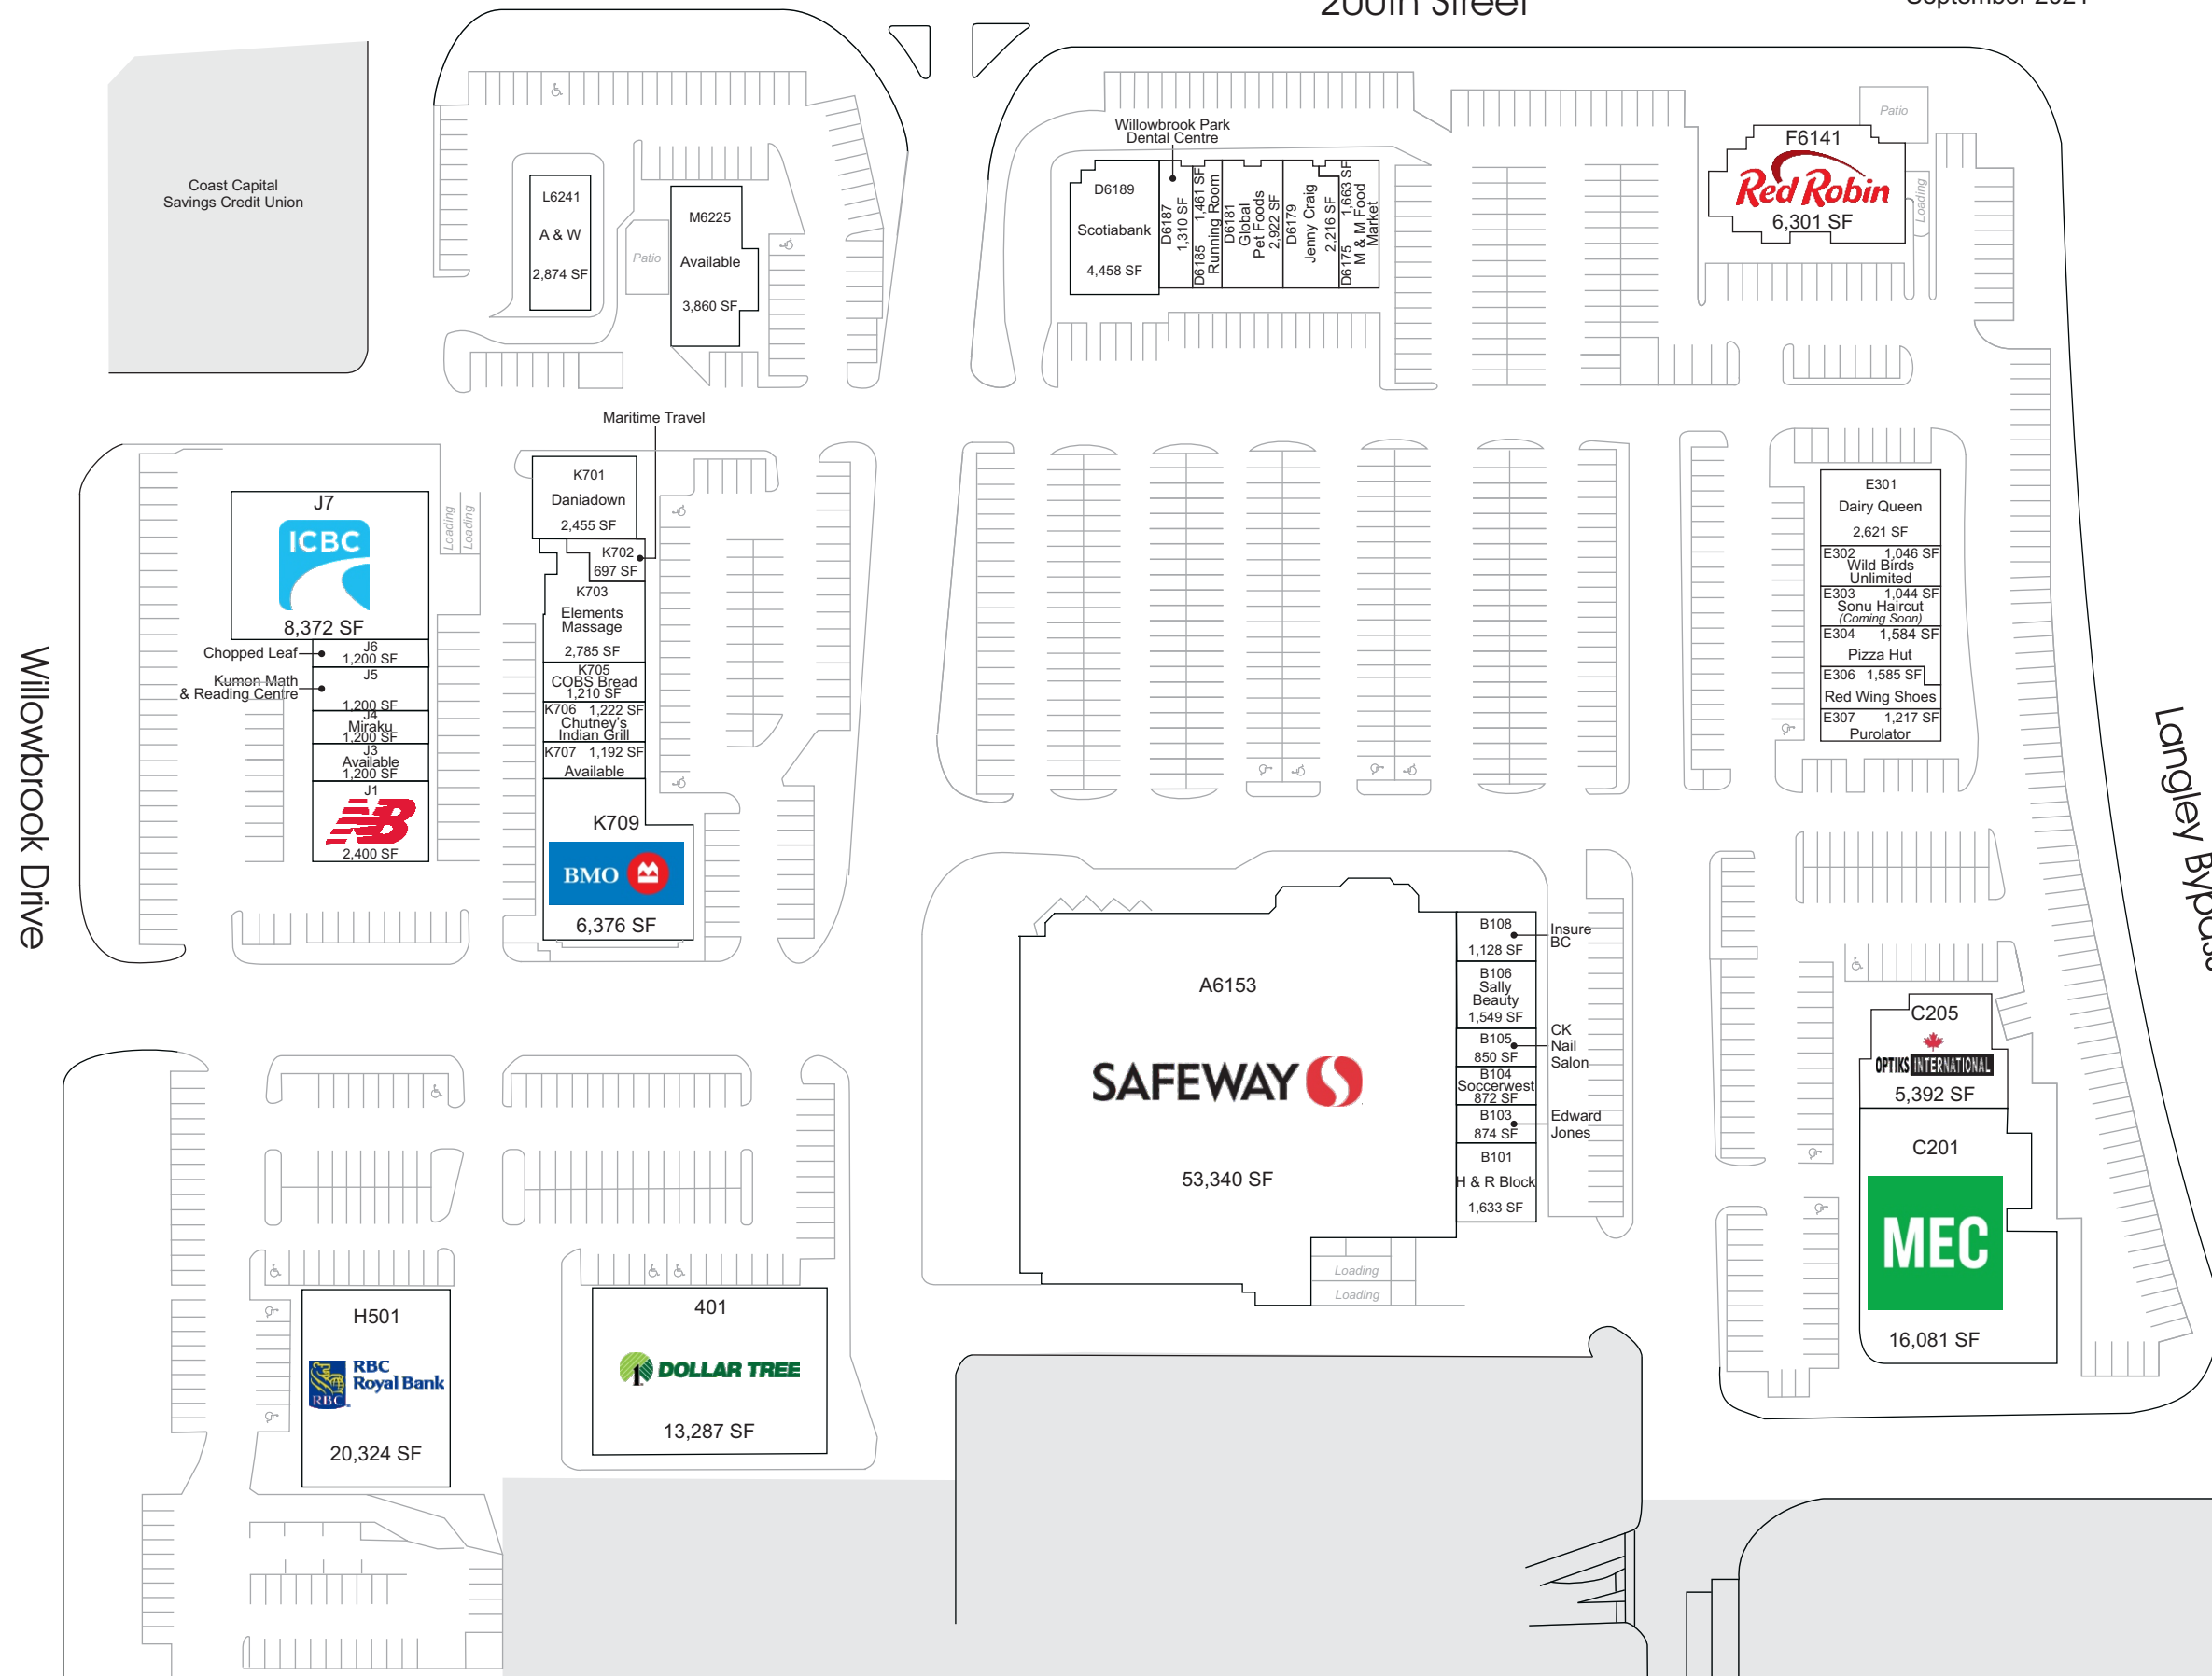 200th Street
September 2021
Coast Capital
Savings Credit Union
L6241
A & W
2,874 SF
Patio
M6225
Available
3,860 SF
Willowbrook Park
Dental Centre
D6189
Scotiabank
4,458 SF
D6187
1,310 SF
D6185 1,461 SF
Running Room
D6181
Global
Pet Foods
2,922 SF
D6179
Jenny Craig
2,216 SF
D6175 1,663 SF
M & M Food
Market
Patio
F6141
Red Robin
6,301 SF
Loading
Maritime Travel
J7
ICBC
8,372 SF
Loading
Loading
Chopped Leaf
J6
1,200 SF
Kumon Math
& Reading Centre
J5
1,200 SF
J4
Miraku
1,200 SF
J3
Available
1,200 SF
J1
NB
2,400 SF
K701
Daniadown
2,455 SF
K702
697 SF
K703
Elements
Massage
2,785 SF
K705
COBS Bread
1,210 SF
K706 1,222 SF
Chutney's
Indian Grill
K707 1,192 SF
Available
K709
BMO
6,376 SF
E301
Dairy Queen
2,621 SF
E302 1,046 SF
Wild Birds
Unlimited
E303 1,044 SF
Sonu Haircut
(Coming Soon)
E304 1,584 SF
Pizza Hut
E306 1,585 SF
Red Wing Shoes
E307 1,217 SF
Purolator
Willowbrook Drive
Langley Bypass
A6153
SAFEWAY
53,340 SF
B108
1,128 SF
Insure
BC
B106
Sally
Beauty
1,549 SF
B105
850 SF
CK
Nail
Salon
B104
Soccerwest
872 SF
B103
874 SF
Edward
Jones
B101
H & R Block
1,633 SF
Loading
Loading
C205
OPTIKS INTERNATIONAL
5,392 SF
C201
MEC
16,081 SF
H501
RBC
Royal Bank
RBC
20,324 SF
401
DOLLAR TREE
13,287 SF